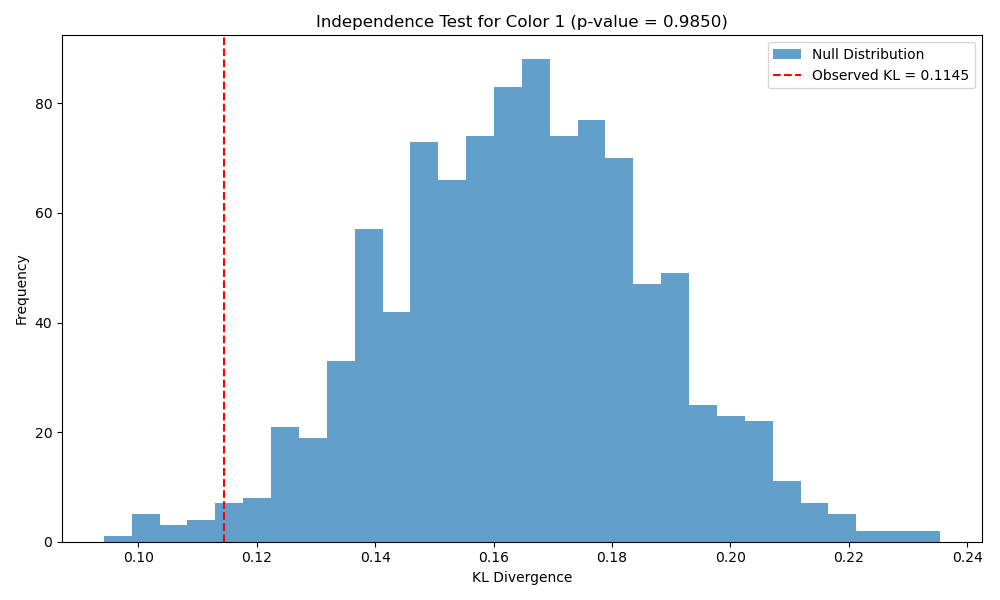 Independence Test for Color 1 (p-value = 0.9850)
Null Distribution
Observed KL = 0.1145
Frequency
80
60
40
20
0
0.10 0.12 0.14 0.16 0.18 0.20 0.22 0.24
KL Divergence